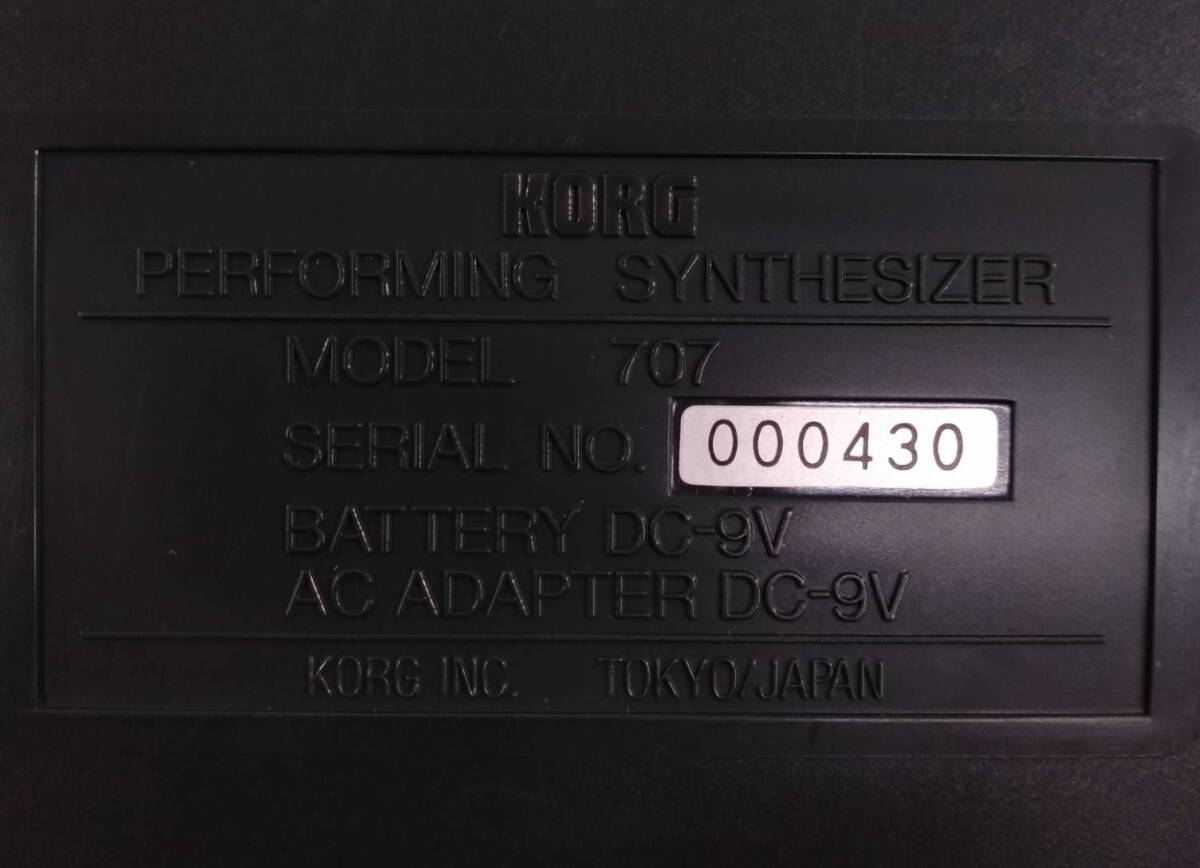 KORG
PERFORMING SYNTHESIZER
MODEL 707
SERIAL NO. 000430
BATTERY DC-9V
AC ADAPTER DC-9V
KORG INC. TOKYO/JAPAN